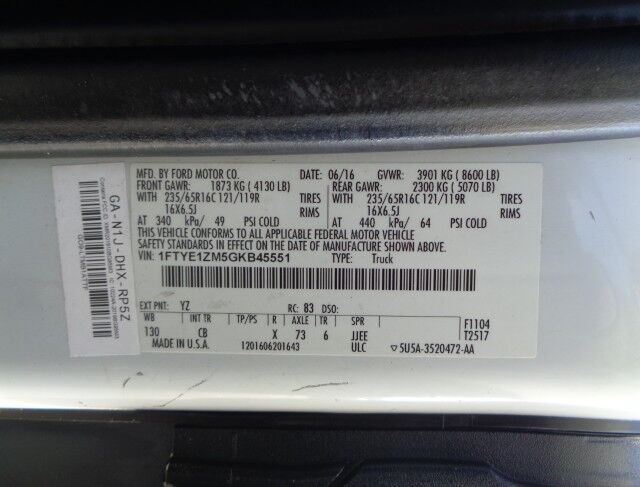 MFD. BY FORD MOTOR CO. DATE: 06/16 GVWR: 3901 KG ( 8600 LB)
FRONT GAWR: 1873 KG ( 4130 LB) REAR GAWR: 2300 KG ( 5070 LB)
WITH 235/65R16C 121/119R TIRES WITH 235/65R16C 121/119R TIRES
16X6.5J RIMS 16X6.5J RIMS
AT 340 kPa/ 49 PSI COLD AT 440 kPa/ 64 PSI COLD
THIS VEHICLE CONFORMS TO ALL APPLICABLE FEDERAL MOTOR VEHICLE
SAFETY STANDARDS IN EFFECT ON THE DATE OF MANUFACTURE SHOWN ABOVE.
VIN: 1FTYE1ZM5GKB45551 TYPE: Truck
EXT PNT: YZ RC: 83 DSO:
WB INT TR TP/PS R AXLE TR SPR F1104
130 CB X 73 6 JJEE T2517
MADE IN U.S.A. 1201606201643 ULC 5U5A-3520472-AA
GA-N1J-DHX-RP5Z